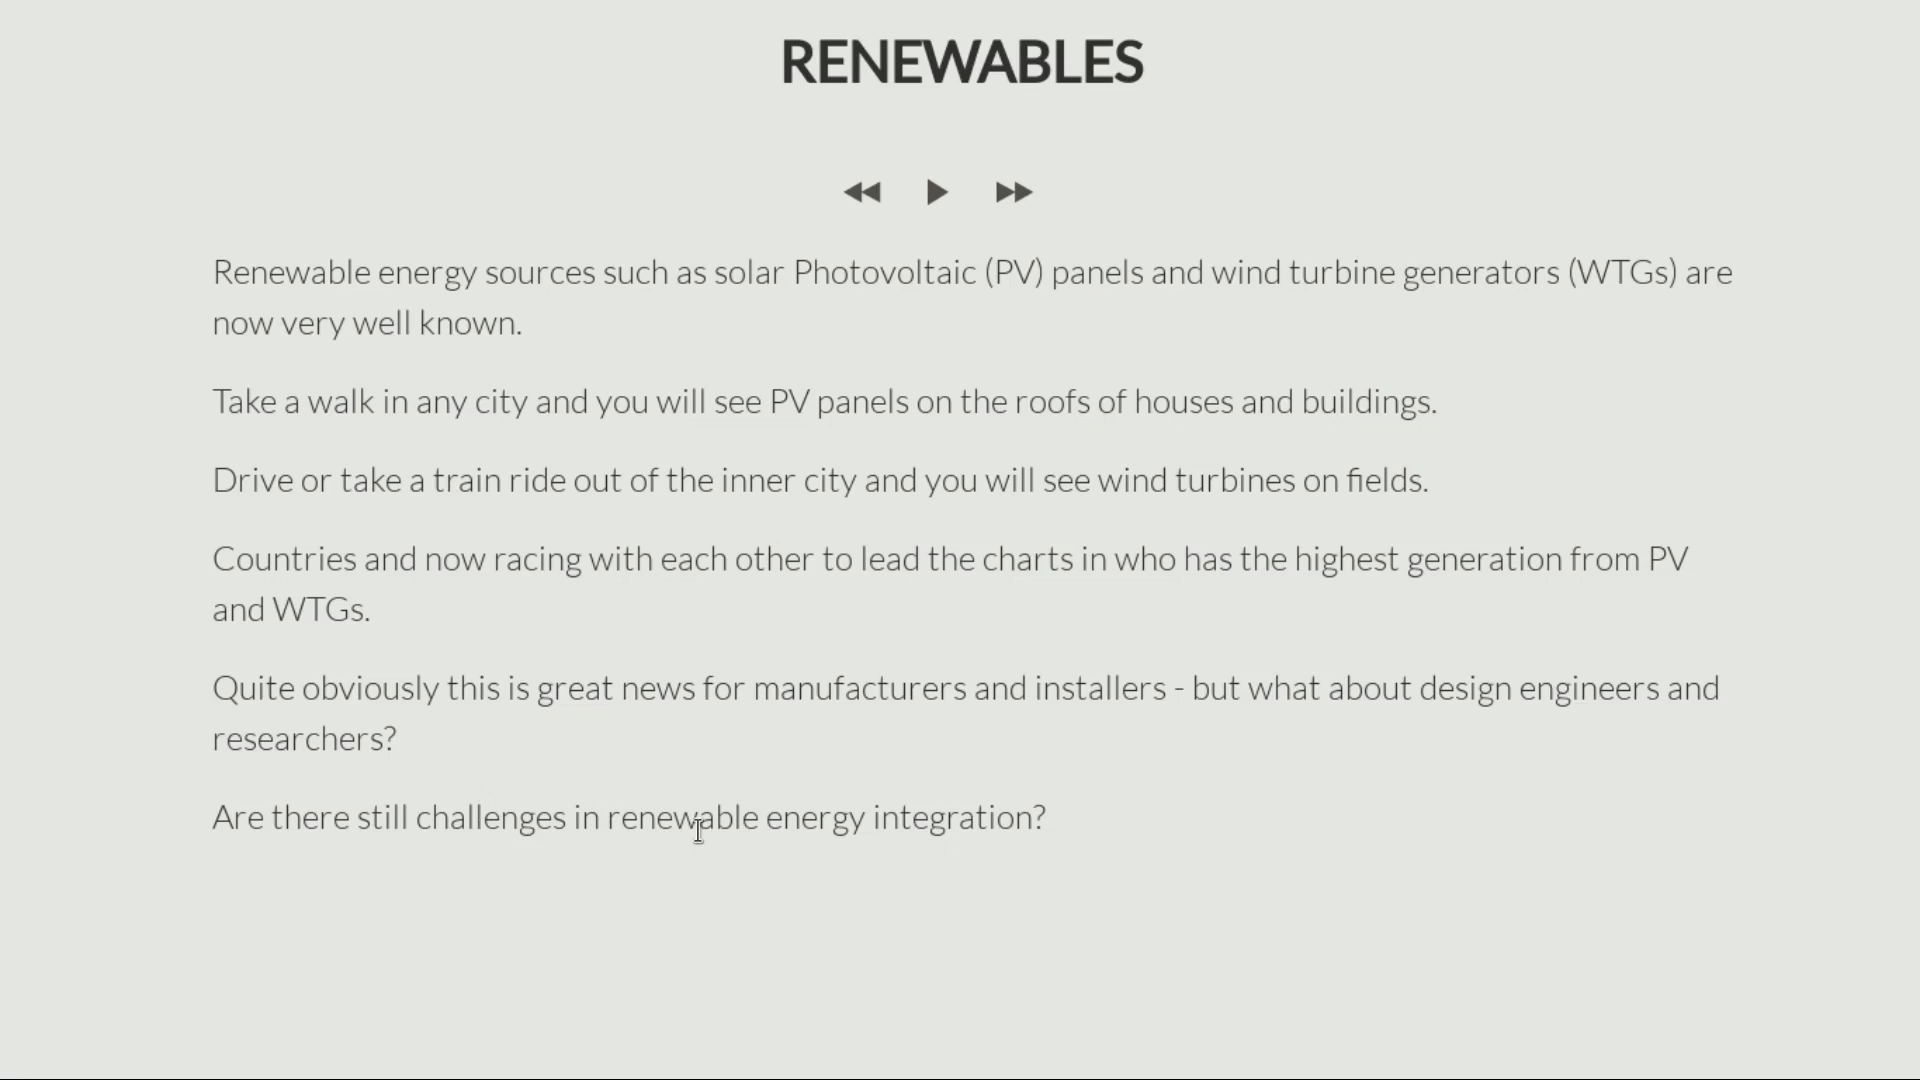 RENEWABLES
Renewable energy sources such as solar Photovoltaic (PV) panels and wind turbine generators (WTGs) are
now very well known.
Take a walk in any city and you will see PV panels on the roofs of houses and buildings.
Drive or take a train ride out of the inner city and you will see wind turbines on fields.
Countries and now racing with each other to lead the charts in who has the highest generation from PV
and WTGs.
Quite obviously this is great news for manufacturers and installers - but what about design engineers and
researchers?
Are there still challenges in renewable energy integration?